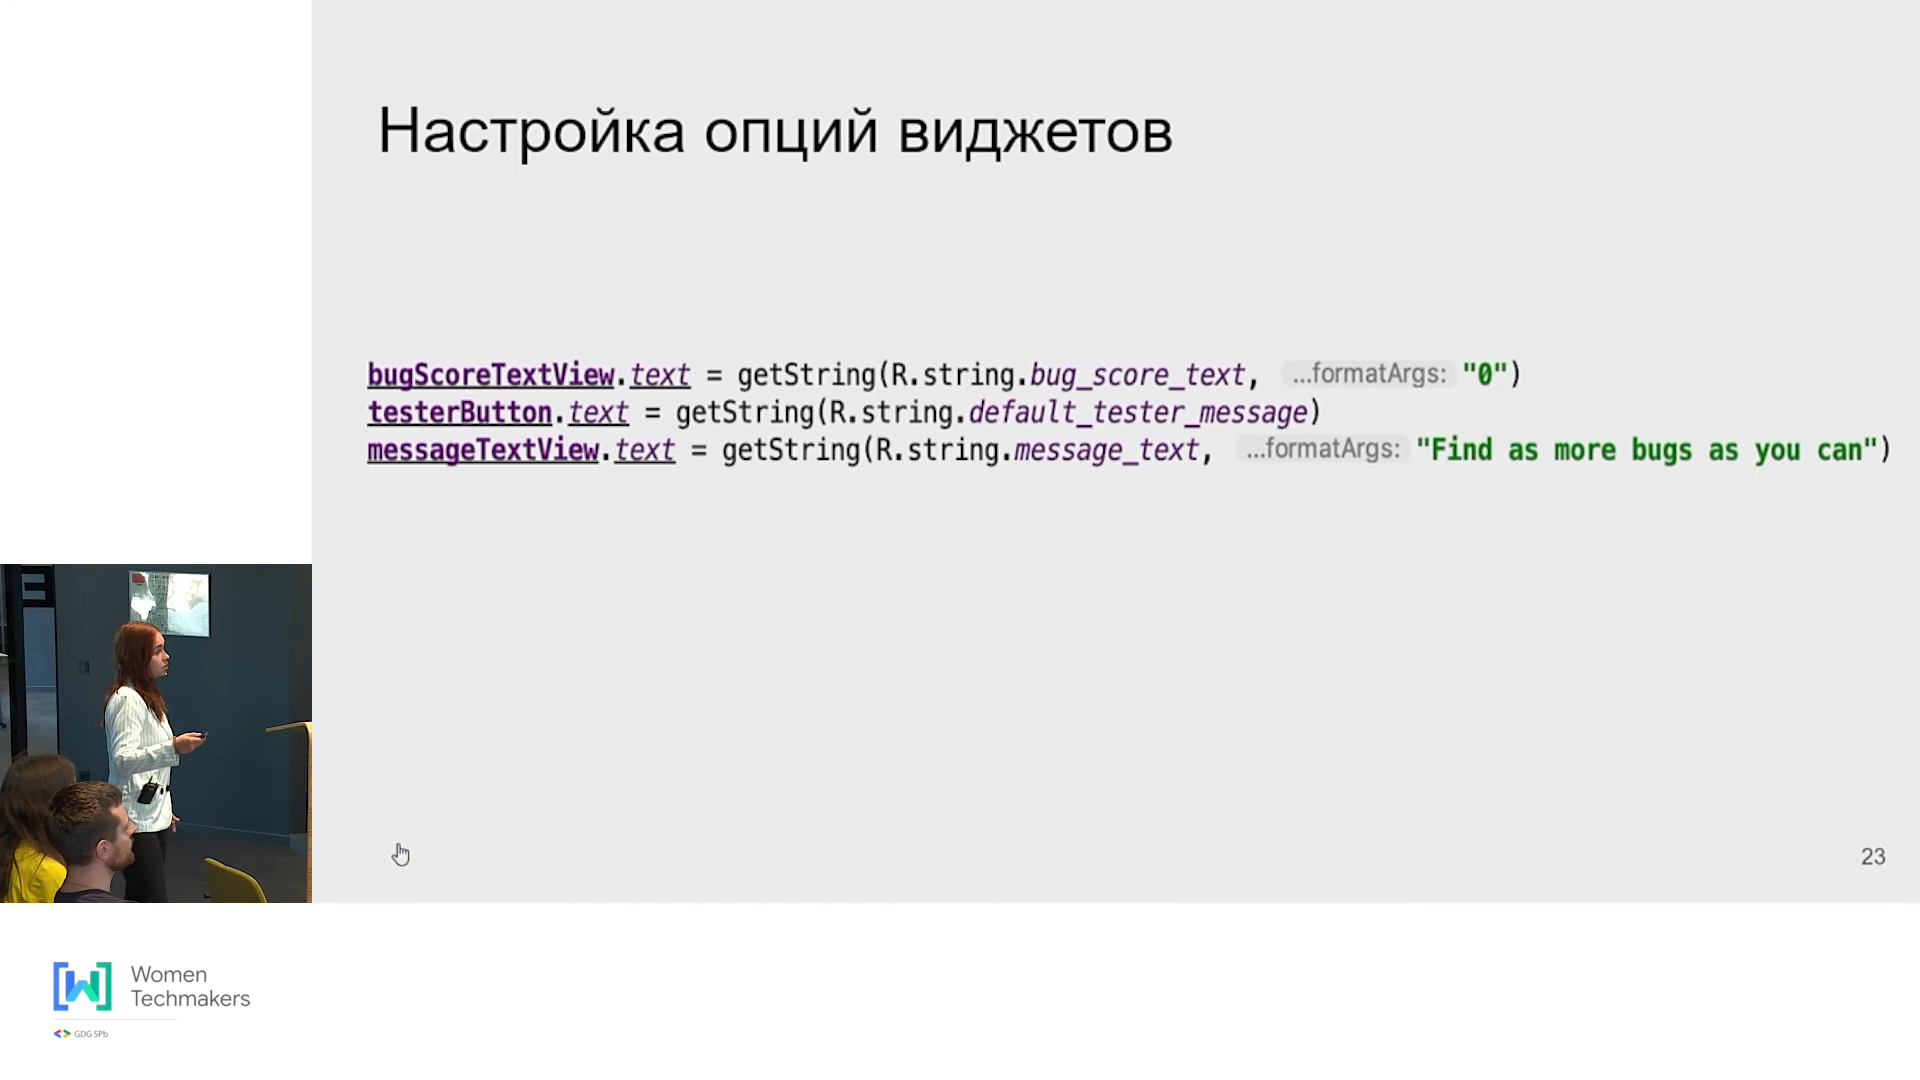 Настройка опций виджетов
bugScoreTextView.text = getString(R.string.bug_score_text, ...formatArgs: "0")
testerButton.text = getString(R.string.default_tester_message)
messageTextView.text = getString(R.string.message_text, ...formatArgs: "Find as more bugs as you can")
23
Women
Techmakers
GDG SPb